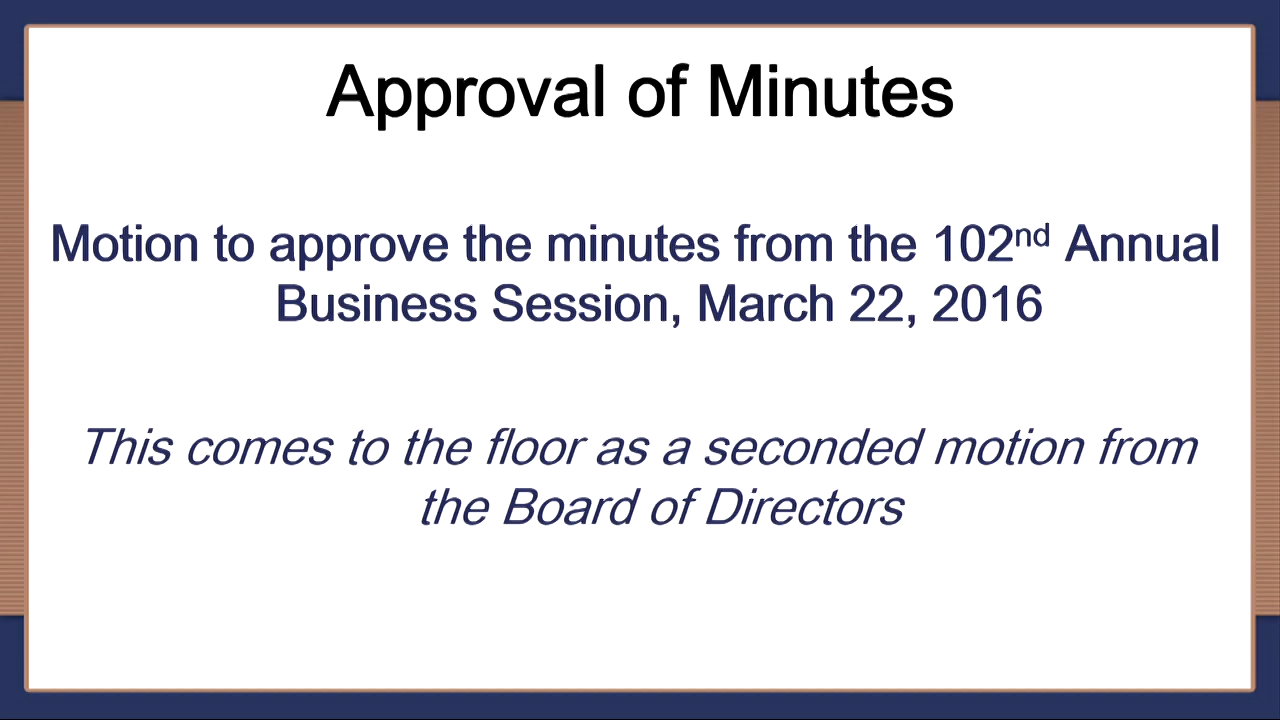 Approval of Minutes
Motion to approve the minutes from the 102nd Annual
Business Session, March 22, 2016
This comes to the floor as a seconded motion from
the Board of Directors